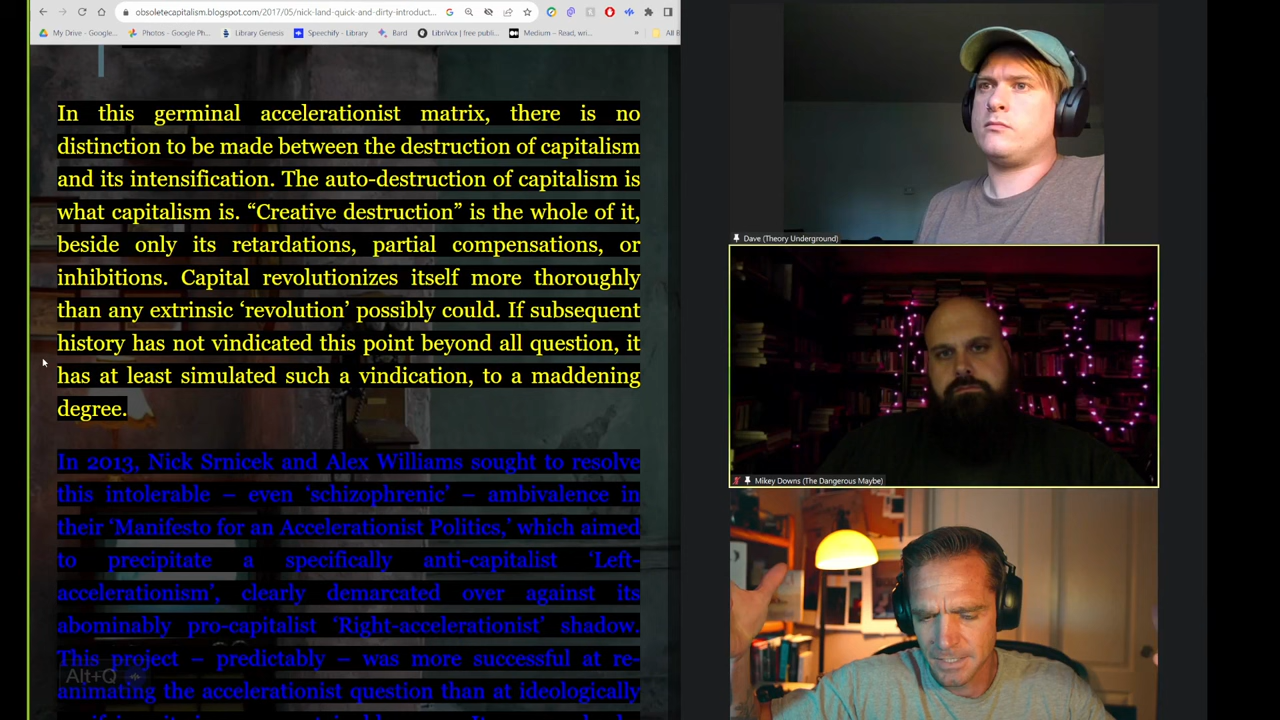 obsoletecapitalism.blogspot.com/2017/05/nick-land-quick-and-dirty-introduct...
My Drive - Google...
Photos - Google Ph...
Library Genesis
Speechify - Library
Bard
LibriVox | free publi...
Medium – Read, wri...
»
All B
In this germinal accelerationist matrix, there is no
distinction to be made between the destruction of capitalism
and its intensification. The auto-destruction of capitalism is
what capitalism is. “Creative destruction” is the whole of it,
beside only its retardations, partial compensations, or
inhibitions. Capital revolutionizes itself more thoroughly
than any extrinsic ‘revolution’ possibly could. If subsequent
history has not vindicated this point beyond all question, it
has at least simulated such a vindication, to a maddening
degree.
In 2013, Nick Srnicek and Alex Williams sought to resolve
this intolerable – even ‘schizophrenic’ – ambivalence in
their ‘Manifesto for an Accelerationist Politics,’ which aimed
to precipitate a specifically anti-capitalist ‘Left-
accelerationism’, clearly demarcated over against its
abominably pro-capitalist ‘Right-accelerationist’ shadow.
This project – predictably – was more successful at re-
Alt+Q
animating the accelerationist question than at ideologically
Dave (Theory Underground)
Mikey Downs (The Dangerous Maybe)